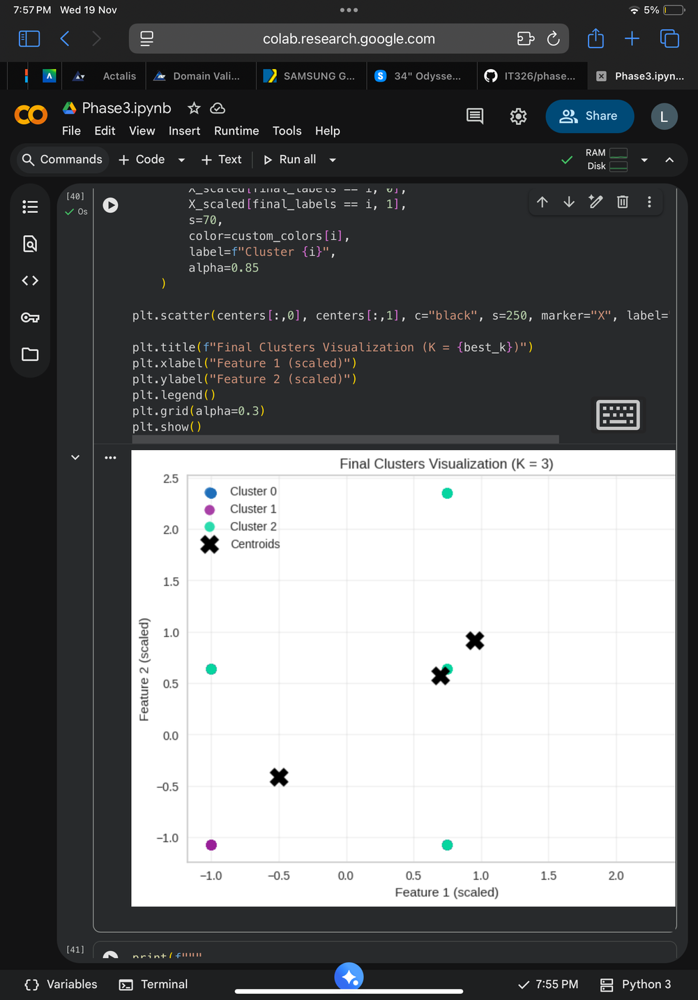 7:57 PM Wed 19 Nov
5%
colab.research.google.com
Actalis
Domain Vali...
SAMSUNG G...
S
34" Odysse...
IT326/phase...
Phase3.ipyn...
Phase3.ipynb
Share
L
File Edit View Insert Runtime Tools Help
Commands
+ Code
+ Text
Run all
RAM
Disk
[40]
0s
X_scaled[final_labels == i, 0],
X_scaled[final_labels == i, 1],
s=70,
color=custom_colors[i],
label=f"Cluster {i}",
alpha=0.85
)
plt.scatter(centers[:,0], centers[:,1], c="black", s=250, marker="X", label=
plt.title(f"Final Clusters Visualization (K = {best_k})")
plt.xlabel("Feature 1 (scaled)")
plt.ylabel("Feature 2 (scaled)")
plt.legend()
plt.grid(alpha=0.3)
plt.show()
Final Clusters Visualization (K = 3)
Cluster 0
Cluster 1
Cluster 2
Centroids
2.5
2.0
1.5
1.0
0.5
0.0
−0.5
−1.0
Feature 2 (scaled)
−1.0 −0.5 0.0 0.5 1.0 1.5 2.0
Feature 1 (scaled)
[41]
print(f"""
Variables
Terminal
7:55 PM
Python 3